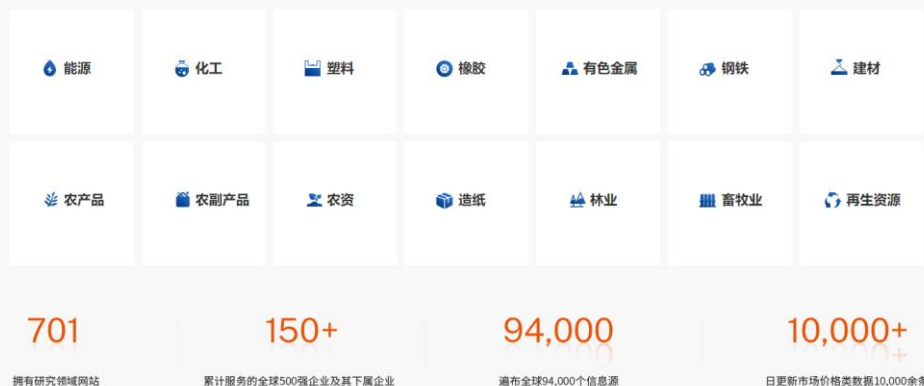 能源 化工 塑料 橡胶 有色金属 钢铁 建材
农产品 农副产品 农资 造纸 林业 畜牧业 再生资源
701 150+ 94,000 10,000+
拥有研究领域网站 累计服务的全球500强企业及其下属企业 遍布全球94,000个信息源 日更新市场价格类数据10,000余